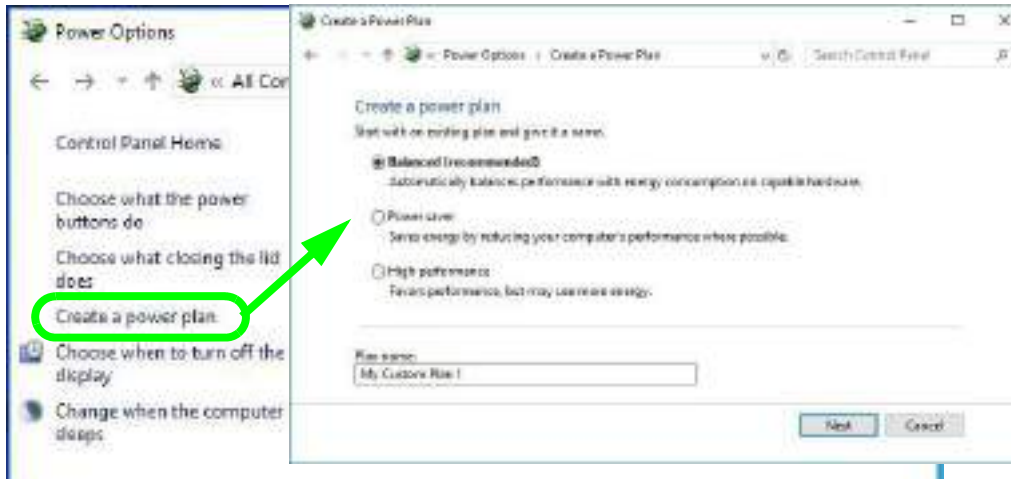 Power Options
« All Con
Control Panel Home
Choose what the power
buttons do
Choose what closing the lid
does
Create a power plan
Choose when to turn off the
display
Change when the computer
sleeps
Create a Power Plan
« Power Options › Create a Power Plan
Search Control Panel
Create a power plan
Start with an existing plan and give it a name.
Balanced (recommended)
Automatically balances performance with energy consumption on capable hardware.
Power saver
Saves energy by reducing your computer's performance where possible.
High performance
Favors performance, but may use more energy.
Plan name:
My Custom Plan 1
Next Cancel